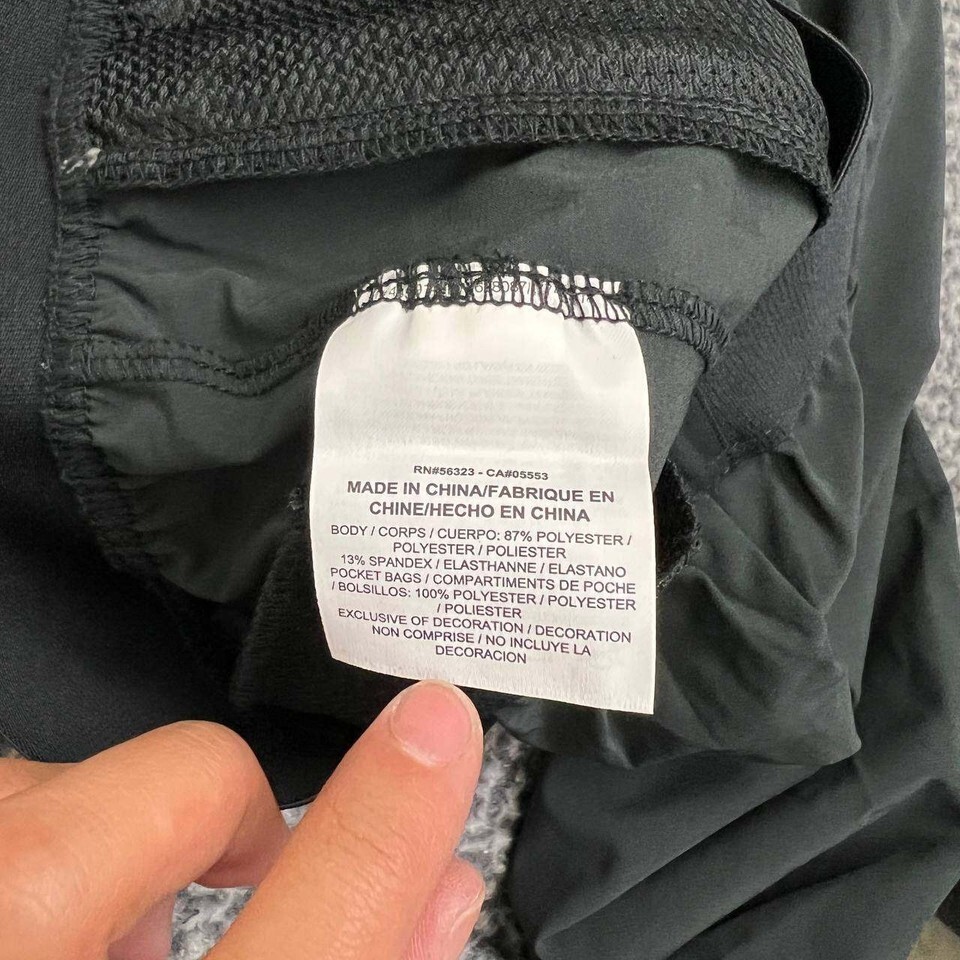 RN#56323 - CA#05553
MADE IN CHINA/FABRIQUE EN
CHINE/HECHO EN CHINA
BODY / CORPS / CUERPO: 87% POLYESTER /
POLYESTER / POLIESTER
13% SPANDEX / ELASTHANNE / ELASTANO
POCKET BAGS / COMPARTIMENTS DE POCHE
/ BOLSILLOS: 100% POLYESTER / POLYESTER
/ POLIESTER
EXCLUSIVE OF DECORATION / DECORATION
NON COMPRISE / NO INCLUYE LA
DECORACION